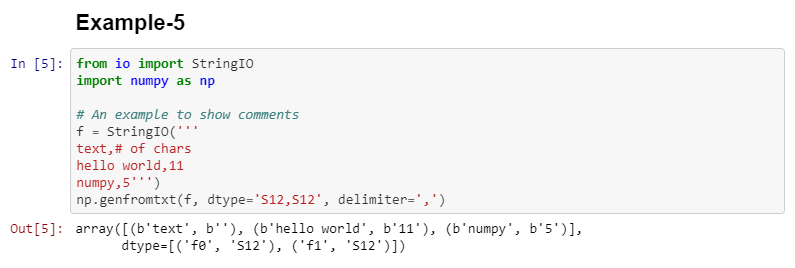 Example-5
In [5]: from io import StringIO
import numpy as np
# An example to show comments
f = StringIO('''
text,# of chars
hello world,11
numpy,5''')
np.genfromtxt(f, dtype='S12,S12', delimiter=',')
Out[5]: array([(b'text', b''), (b'hello world', b'11'), (b'numpy', b'5')],
dtype=[('f0', 'S12'), ('f1', 'S12')])